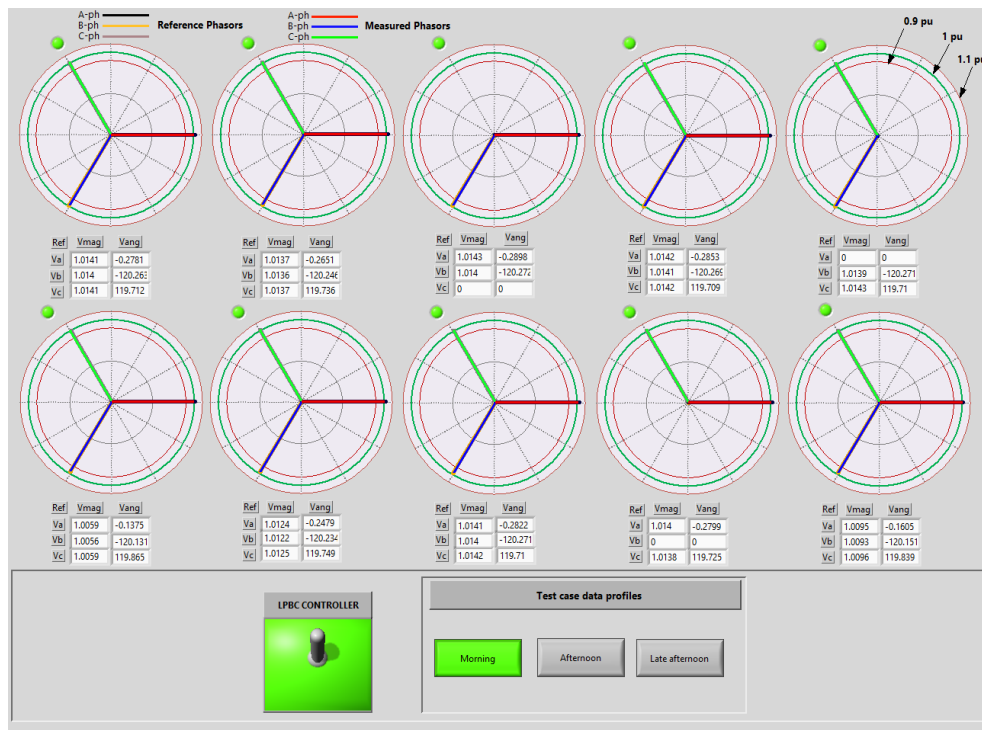 A-ph
B-ph Reference Phasors
C-ph
A-ph
B-ph Measured Phasors
C-ph
0.9 pu
1 pu
1.1 pu
Ref Vmag Vang
Va 1.0141 -0.2781
Vb 1.014 -120.263
Vc 1.0141 119.712
Ref Vmag Vang
Va 1.0137 -0.2651
Vb 1.0136 -120.246
Vc 1.0137 119.736
Ref Vmag Vang
Va 1.0143 -0.2898
Vb 1.014 -120.272
Vc 0 0
Ref Vmag Vang
Va 1.0142 -0.2853
Vb 1.0141 -120.269
Vc 1.0142 119.709
Ref Vmag Vang
Va 0 0
Vb 1.0139 -120.271
Vc 1.0143 119.71
Ref Vmag Vang
Va 1.0059 -0.1375
Vb 1.0056 -120.131
Vc 1.0059 119.865
Ref Vmag Vang
Va 1.0124 -0.2479
Vb 1.0122 -120.234
Vc 1.0125 119.749
Ref Vmag Vang
Va 1.0141 -0.2822
Vb 1.014 -120.271
Vc 1.0142 119.71
Ref Vmag Vang
Va 1.014 -0.2799
Vb 0 0
Vc 1.0138 119.725
Ref Vmag Vang
Va 1.0095 -0.1605
Vb 1.0093 -120.151
Vc 1.0096 119.839
LPBC CONTROLLER
Test case data profiles
Morning
Afternoon
Late afternoon